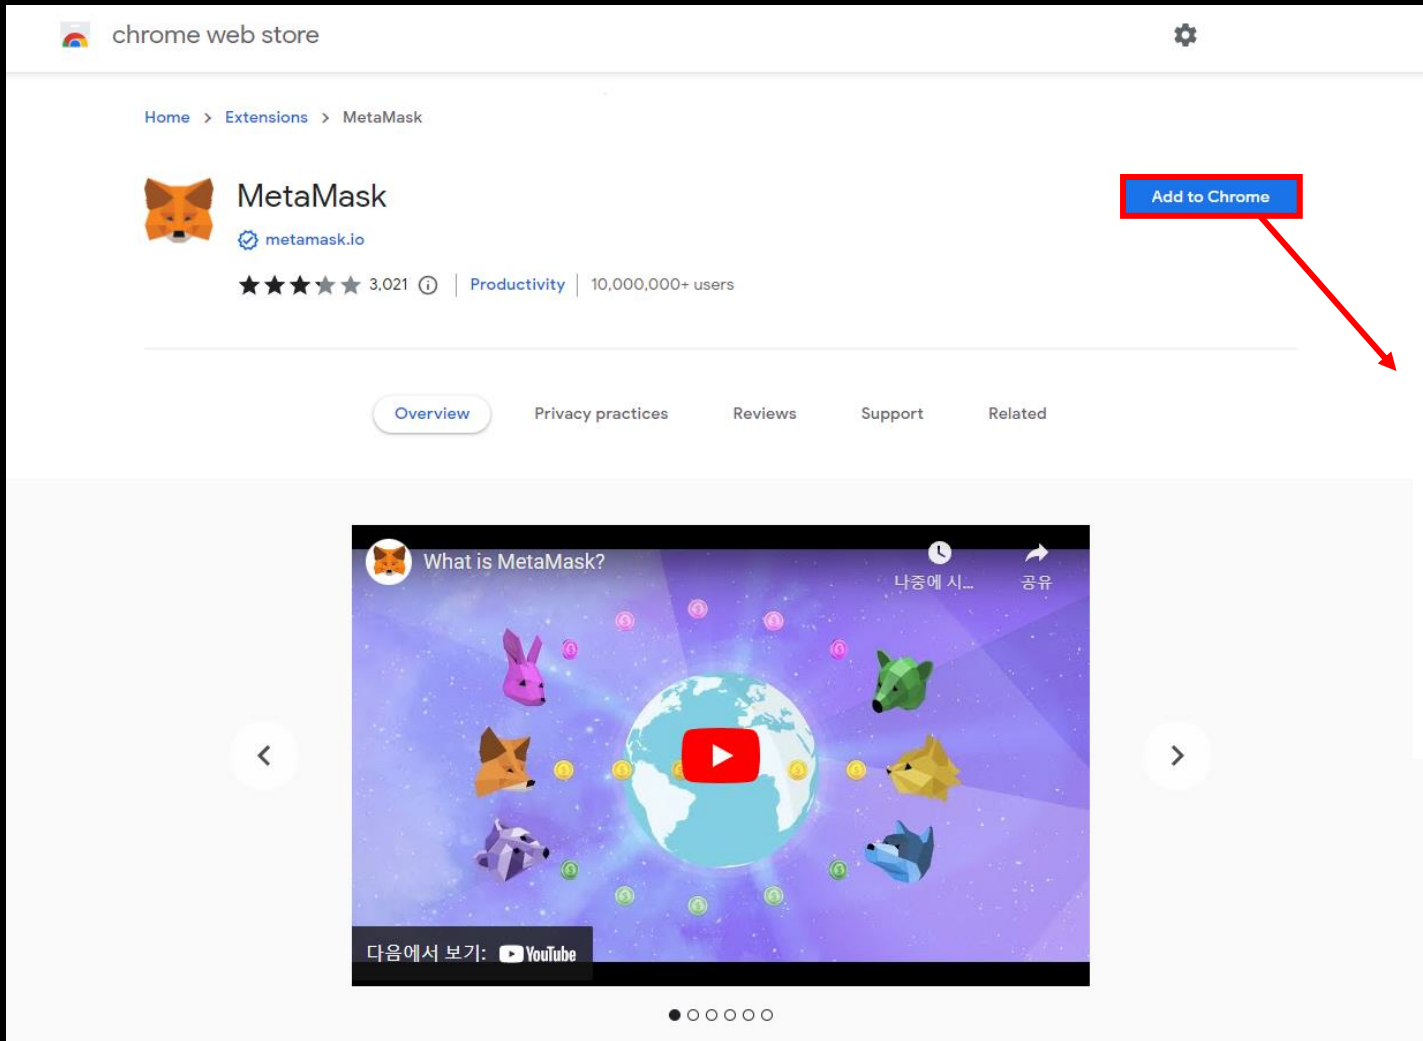 chrome web store
Home > Extensions > MetaMask
MetaMask
Add to Chrome
metamask.io
3,021 | Productivity | 10,000,000+ users
Overview Privacy practices Reviews Support Related
What is MetaMask?
나중에 시... 공유
다음에서 보기: YouTube